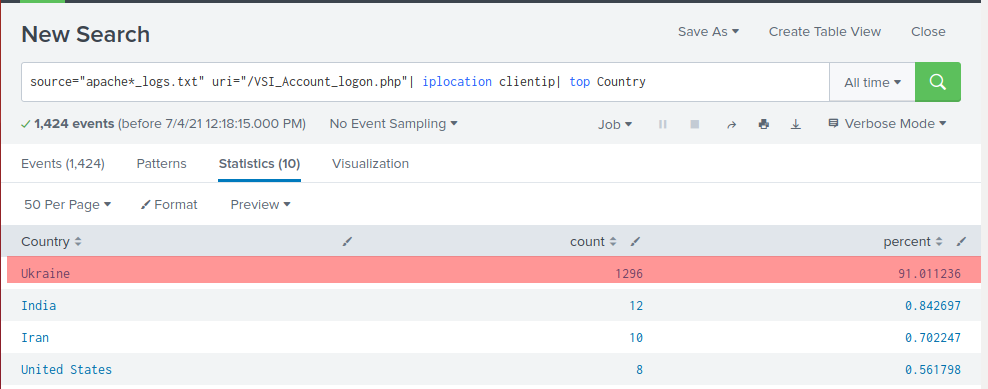 New Search
Save As Create Table View Close
source="apache*_logs.txt" uri="/VSI_Account_logon.php"| iplocation clientip| top Country
All time
1,424 events (before 7/4/21 12:18:15.000 PM) No Event Sampling Job Verbose Mode
Events (1,424) Patterns Statistics (10) Visualization
50 Per Page Format Preview
Country count percent
Ukraine 1296 91.011236
India 12 0.842697
Iran 10 0.702247
United States 8 0.561798